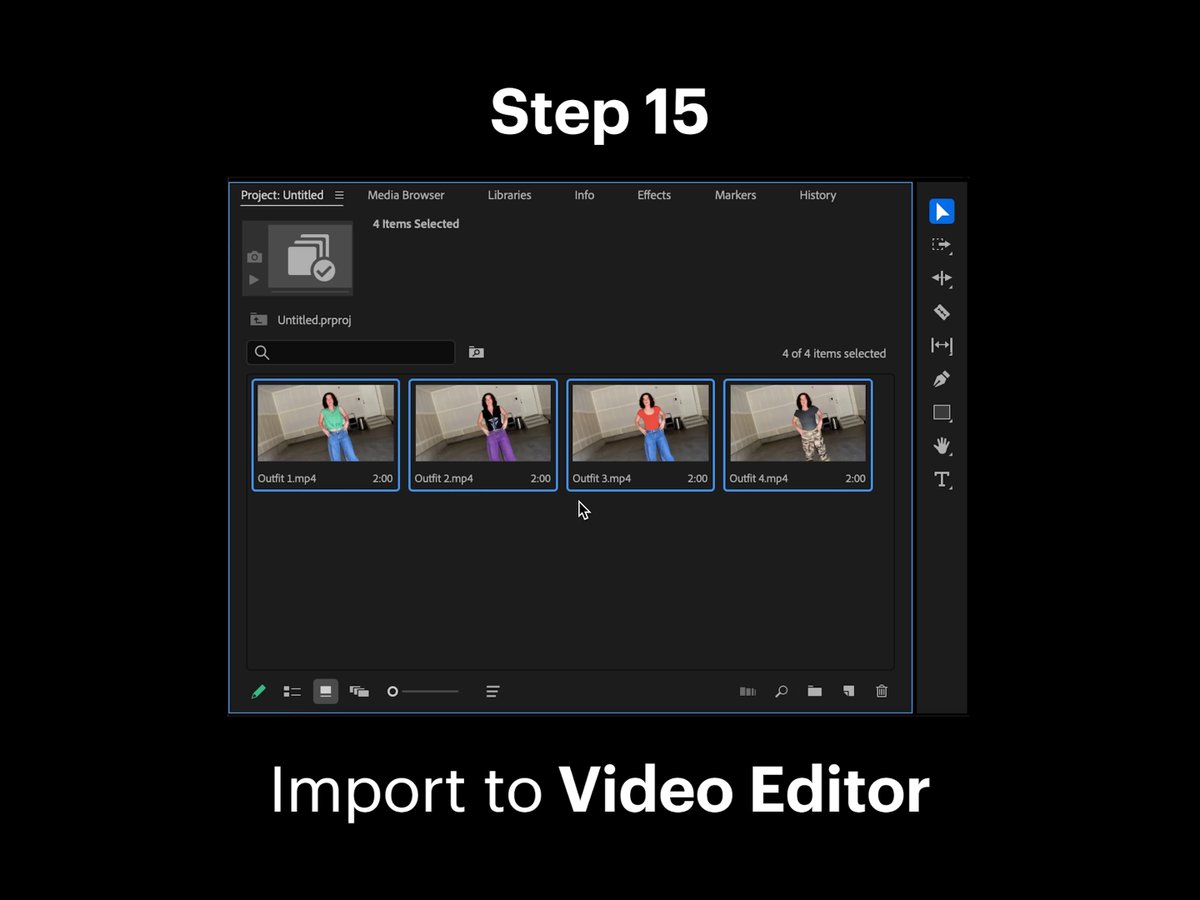 Step 15
Project: Untitled Media Browser Libraries Info Effects Markers History
4 Items Selected
Untitled.prproj
4 of 4 items selected
Outfit 1.mp4 2:00 Outfit 2.mp4 2:00 Outfit 3.mp4 2:00 Outfit 4.mp4 2:00
Import to Video Editor